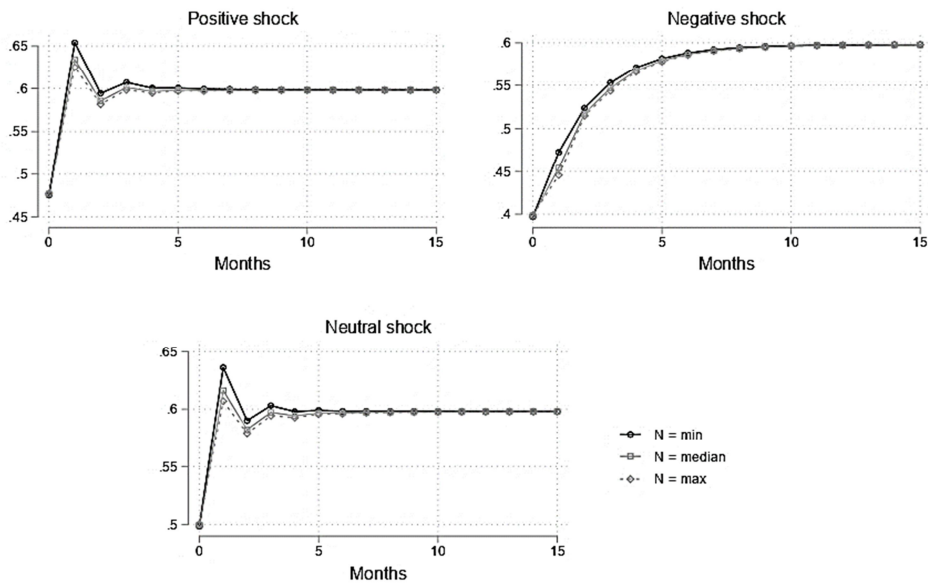 Positive shock
.65
.6
.55
.5
.45
0 5 10 15
Months
Negative shock
.6
.55
.5
.45
.4
0 5 10 15
Months
Neutral shock
.65
.6
.55
.5
0 5 10 15
Months
N = min
N = median
N = max